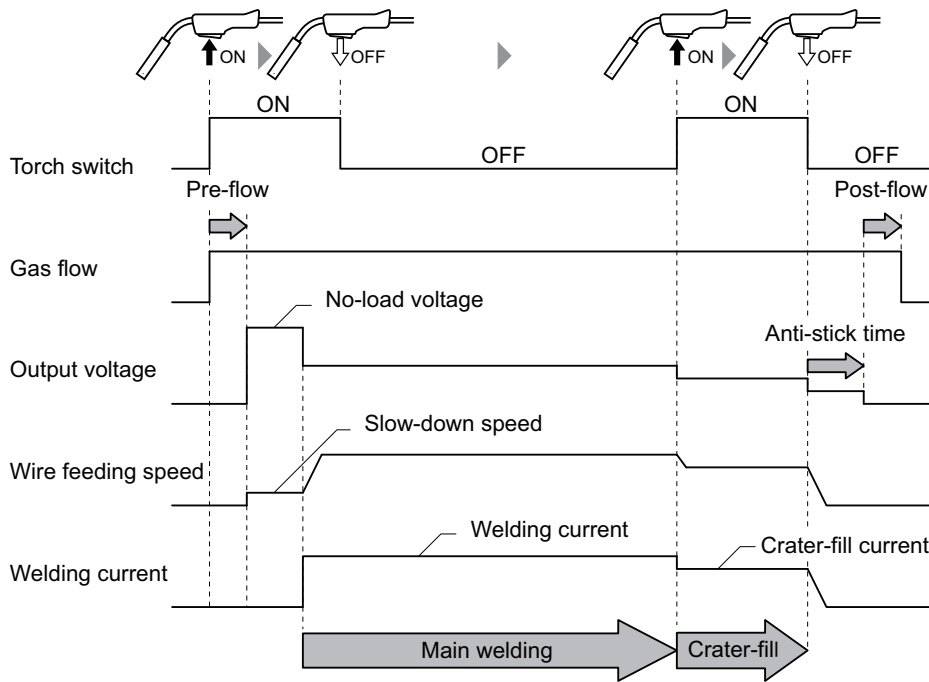 ON
OFF
ON
OFF
ON
ON
Torch switch
OFF
OFF
Pre-flow
Post-flow
Gas flow
No-load voltage
Output voltage
Anti-stick time
Slow-down speed
Wire feeding speed
Welding current
Crater-fill current
Welding current
Main welding
Crater-fill